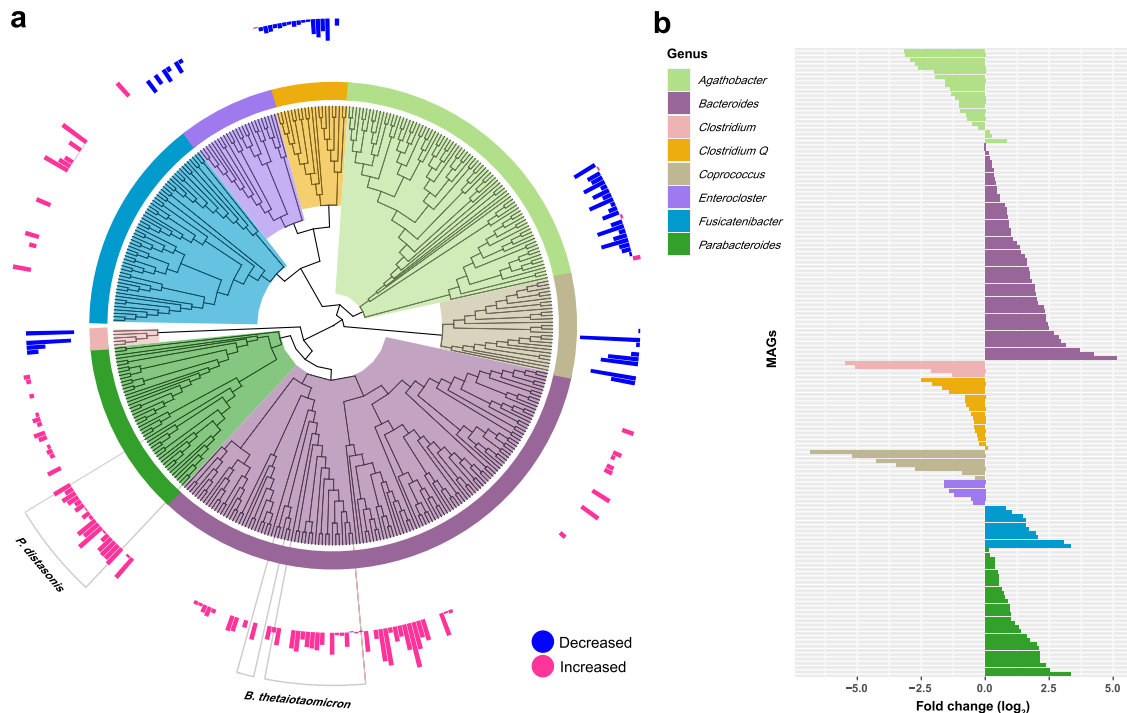 a
P. distasonis
B. thetaiotaomicron
Decreased
Increased
b
Genus
Agathobacter
Bacteroides
Clostridium
Clostridium Q
Coprococcus
Enterocloster
Fusicatenibacter
Parabacteroides
MAGs
−5.0 −2.5 0.0 2.5 5.0
Fold change (log₂)